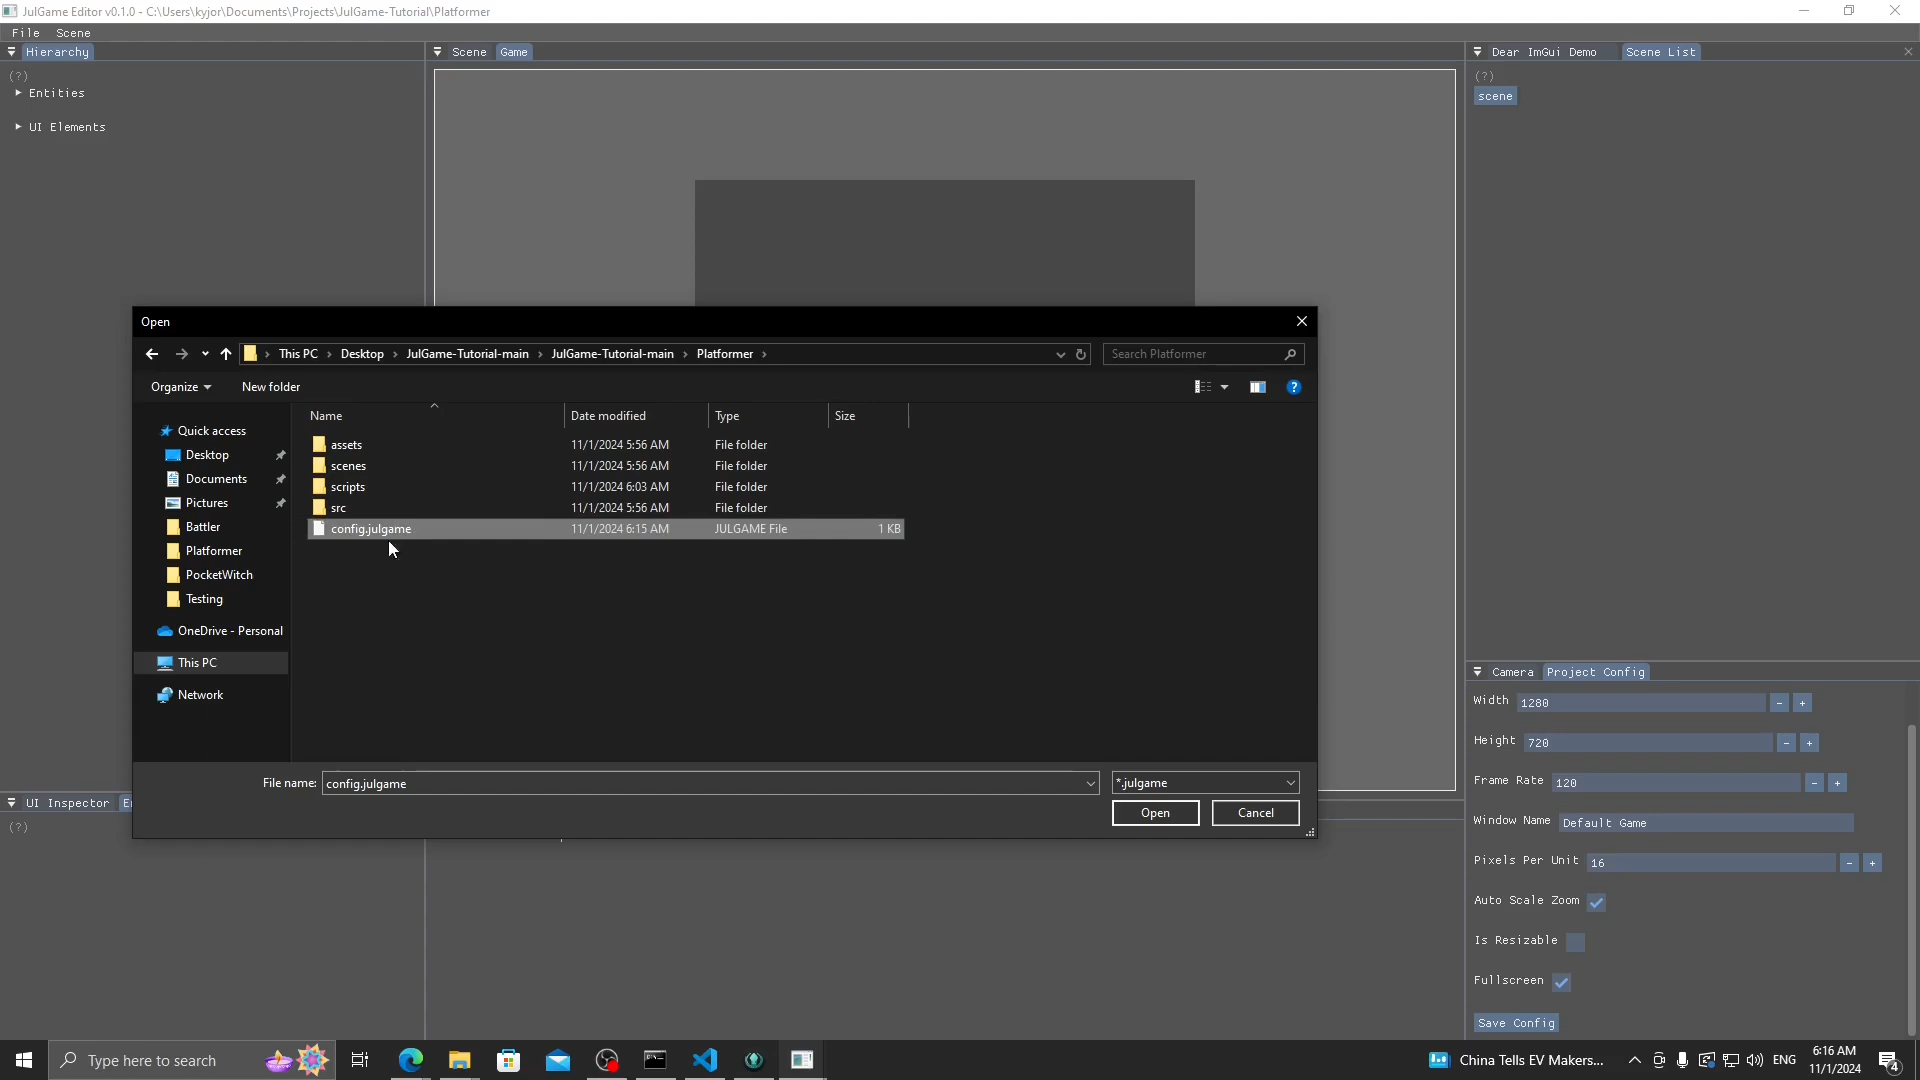 JulGame Editor v0.1.0 - C:\Users\kyjor\Documents\Projects\JulGame-Tutorial\Platformer
File Scene
Hierarchy
(?)
Entities
UI Elements
Scene Game
Dear ImGui Demo Scene List
(?)
scene
Open
This PC > Desktop > JulGame-Tutorial-main > JulGame-Tutorial-main > Platformer >
Search Platformer
Organize New folder
Name Date modified Type Size
assets 11/1/2024 5:56 AM File folder
scenes 11/1/2024 5:56 AM File folder
scripts 11/1/2024 6:03 AM File folder
src 11/1/2024 5:56 AM File folder
config.julgame 11/1/2024 6:15 AM JULGAME File 1 KB
Quick access
Desktop
Documents
Pictures
Battler
Platformer
PocketWitch
Testing
OneDrive - Personal
This PC
Network
File name: config.julgame
*.julgame
Open Cancel
Camera Project Config
Width 1280 - +
Height 720 - +
Frame Rate 120 - +
Window Name Default Game
Pixels Per Unit 16 - +
Auto Scale Zoom
Is Resizable
Fullscreen
Save Config
UI Inspector
(?)
Type here to search
China Tells EV Makers...
ENG
6:16 AM
11/1/2024
4